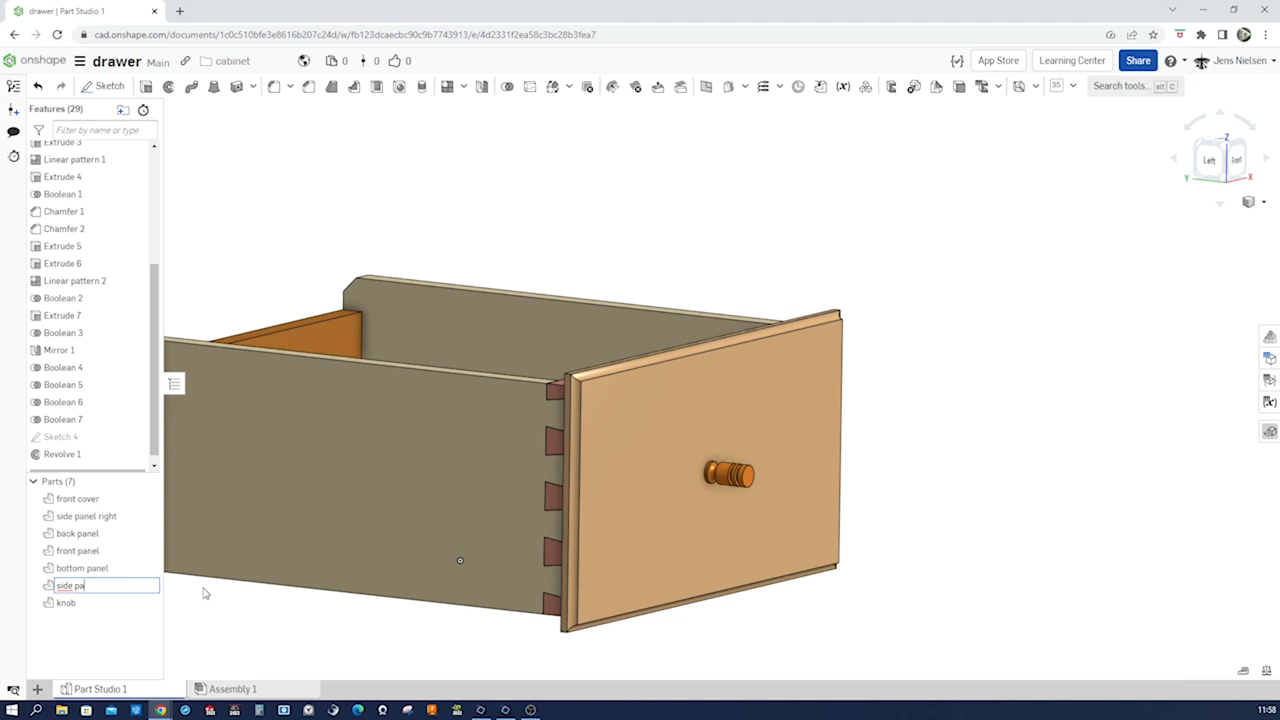 drawer | Part Studio 1
cad.onshape.com/documents/1c0c510bfe3e8616b207c24d/w/fb123dcaecbc90c9b7743913/e/4d2331f2ea58c3bc28b3fea7
onshape
drawer Main
cabinet
0
0
0
App Store
Learning Center
Share
Jens Nielsen
Sketch
35
Search tools...
alt C
Features (29)
Filter by name or type
Extrude 3
Linear pattern 1
Extrude 4
Boolean 1
Chamfer 1
Chamfer 2
Extrude 5
Extrude 6
Linear pattern 2
Boolean 2
Extrude 7
Boolean 3
Mirror 1
Boolean 4
Boolean 5
Boolean 6
Boolean 7
Sketch 4
Revolve 1
Parts (7)
front cover
side panel right
back panel
front panel
bottom panel
side pa
knob
Z
Left
Front
Y
X
Part Studio 1
Assembly 1
11:58